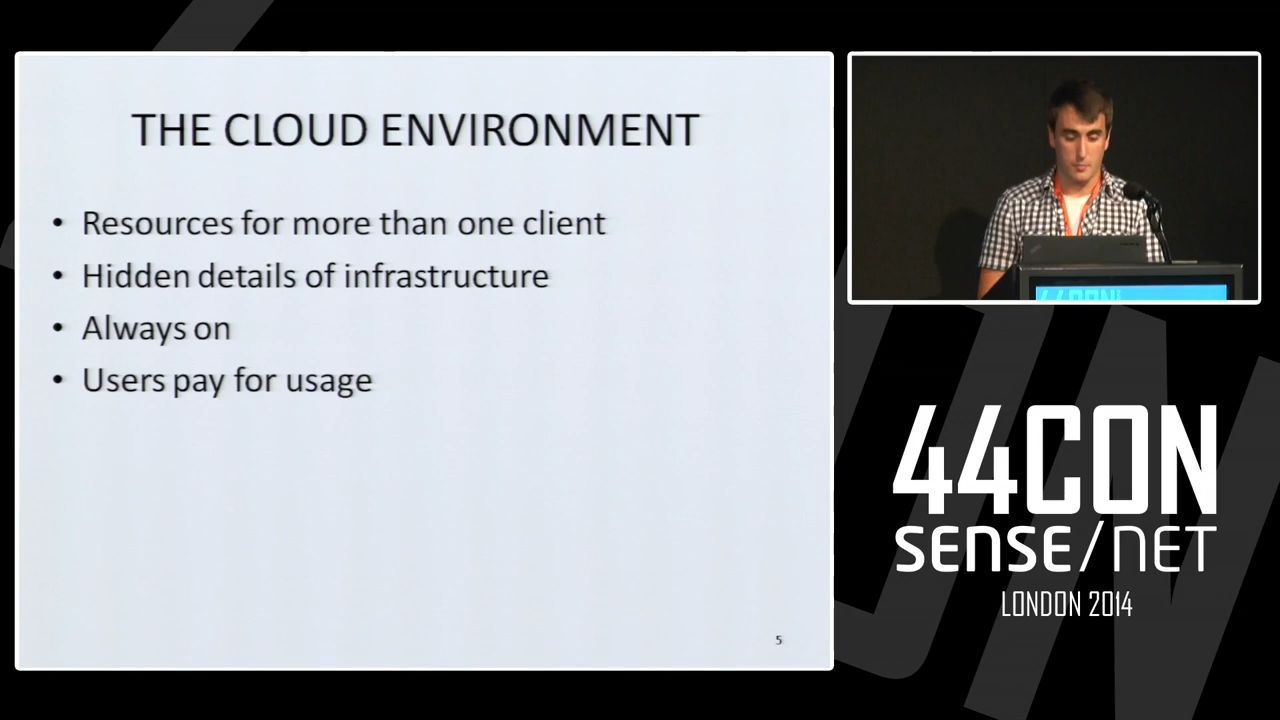 THE CLOUD ENVIRONMENT
• Resources for more than one client
• Hidden details of infrastructure
• Always on
• Users pay for usage
5
44CON
44CON
SENSE/NET
LONDON 2014